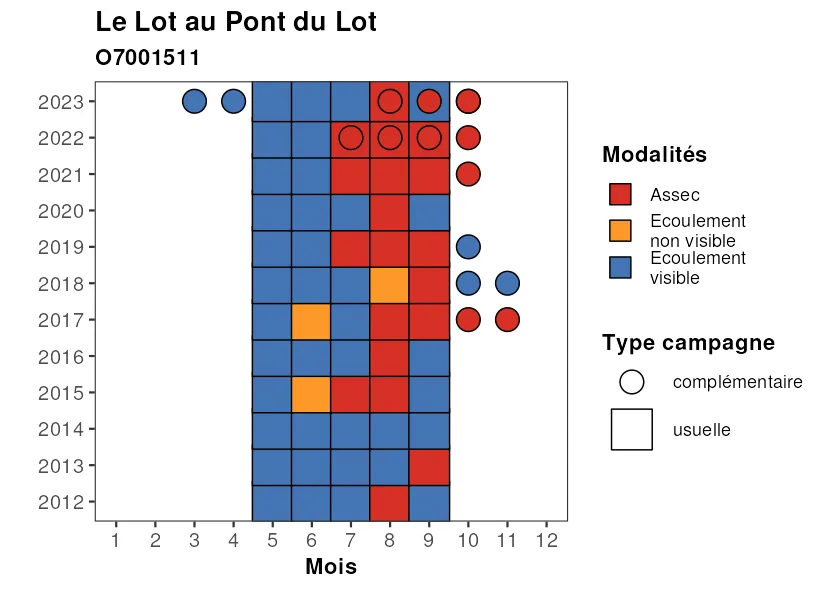 Le Lot au Pont du Lot
O7001511
2023
2022
2021
2020
2019
2018
2017
2016
2015
2014
2013
2012
1 2 3 4 5 6 7 8 9 10 11 12
Mois
Modalités
Assec
Ecoulement
non visible
Ecoulement
visible
Type campagne
complémentaire
usuelle